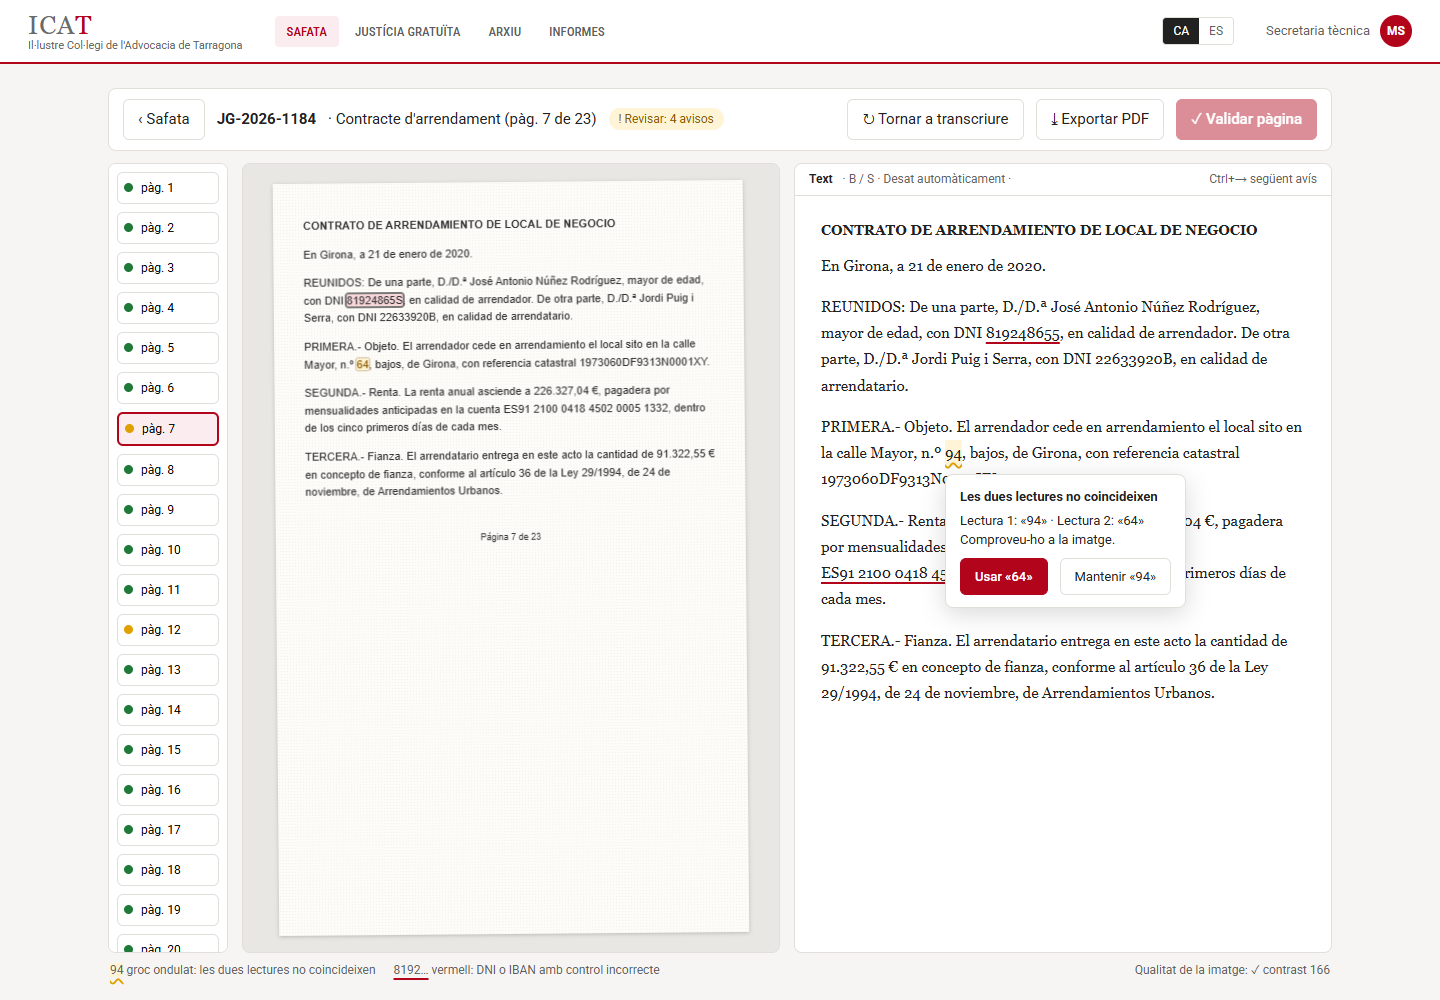 ICAT
Il·lustre Col·legi de l'Advocacia de Tarragona
SAFATA
JUSTÍCIA GRATUÏTA
ARXIU
INFORMES
CA
ES
Secretaria tècnica
MS
‹ Safata
JG-2026-1184 · Contracte d'arrendament (pàg. 7 de 23)
! Revisar: 4 avisos
↻ Tornar a transcriure
⤓ Exportar PDF
✓ Validar pàgina
pàg. 1
pàg. 2
pàg. 3
pàg. 4
pàg. 5
pàg. 6
pàg. 7
pàg. 8
pàg. 9
pàg. 10
pàg. 11
pàg. 12
pàg. 13
pàg. 14
pàg. 15
pàg. 16
pàg. 17
pàg. 18
pàg. 19
pàg. 20
CONTRATO DE ARRENDAMIENTO DE LOCAL DE NEGOCIO
En Girona, a 21 de enero de 2020.
REUNIDOS: De una parte, D./D.ª José Antonio Núñez Rodríguez, mayor de edad,
con DNI 81924865S, en calidad de arrendador. De otra parte, D./D.ª Jordi Puig i
Serra, con DNI 22633920B, en calidad de arrendatario.
PRIMERA.- Objeto. El arrendador cede en arrendamiento el local sito en la calle
Mayor, n.º 64, bajos, de Girona, con referencia catastral 1973060DF9313N0001XY.
SEGUNDA.- Renta. La renta anual asciende a 226.327,04 €, pagadera por
mensualidades anticipadas en la cuenta ES91 2100 0418 4502 0005 1332, dentro
de los cinco primeros días de cada mes.
TERCERA.- Fianza. El arrendatario entrega en este acto la cantidad de 91.322,55 €
en concepto de fianza, conforme al artículo 36 de la Ley 29/1994, de 24 de
noviembre, de Arrendamientos Urbanos.
Página 7 de 23
Text · B / S · Desat automàticament ·
Ctrl+→ següent avís
CONTRATO DE ARRENDAMIENTO DE LOCAL DE NEGOCIO
En Girona, a 21 de enero de 2020.
REUNIDOS: De una parte, D./D.ª José Antonio Núñez Rodríguez,
mayor de edad, con DNI 819248655, en calidad de arrendador. De otra
parte, D./D.ª Jordi Puig i Serra, con DNI 22633920B, en calidad de
arrendatario.
PRIMERA.- Objeto. El arrendador cede en arrendamiento el local sito en
la calle Mayor, n.º 94, bajos, de Girona, con referencia catastral
1973060DF9313N
SEGUNDA.- Renta 04 €, pagadera
por mensualidades
ES91 2100 0418 45 rimeros días de
cada mes.
TERCERA.- Fianza. El arrendatario entrega en este acto la cantidad de
91.322,55 € en concepto de fianza, conforme al artículo 36 de la Ley
29/1994, de 24 de noviembre, de Arrendamientos Urbanos.
Les dues lectures no coincideixen
Lectura 1: «94» · Lectura 2: «64»
Comproveu-ho a la imatge.
Usar «64»
Mantenir «94»
94 groc ondulat: les dues lectures no coincideixen
8192… vermell: DNI o IBAN amb control incorrecte
Qualitat de la imatge: ✓ contrast 166